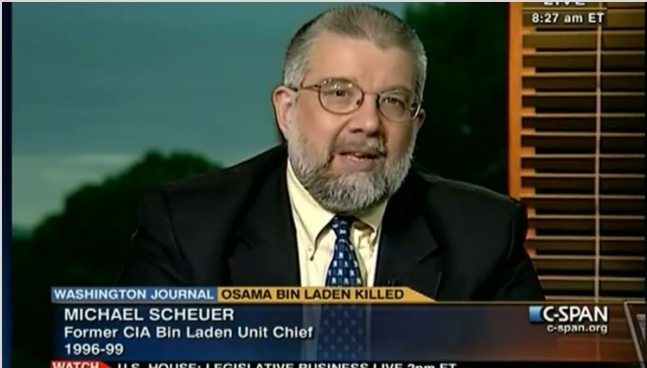 LIVE
8:27 am ET
WASHINGTON JOURNAL OSAMA BIN LADEN KILLED
MICHAEL SCHEUER
Former CIA Bin Laden Unit Chief
1996-99
C-SPAN
c-span.org
WATCH U.S. HOUSE: LEGISLATIVE BUSINESS LIVE 2pm ET